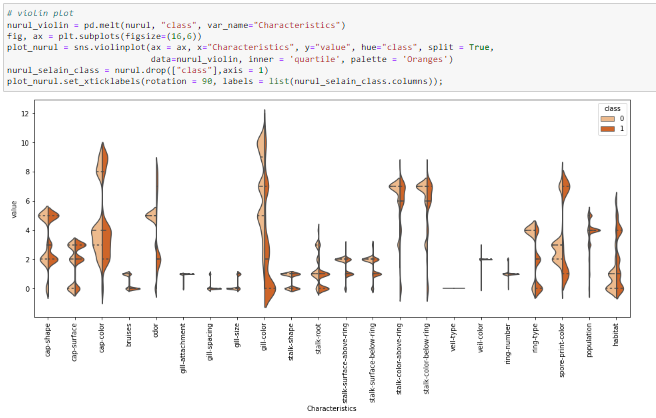 # violin plot
nurul_violin = pd.melt(nurul, "class", var_name="Characteristics")
fig, ax = plt.subplots(figsize=(16,6))
plot_nurul = sns.violinplot(ax = ax, x="Characteristics", y="value", hue="class", split = True,
data=nurul_violin, inner = 'quartile', palette = 'Oranges')
nurul_selain_class = nurul.drop(["class"],axis = 1)
plot_nurul.set_xticklabels(rotation = 90, labels = list(nurul_selain_class.columns));
class
0
1
12
10
8
6
4
2
0
value
cap-shape
cap-surface
cap-color
bruises
odor
gill-attachment
gill-spacing
gill-size
gill-color
stalk-shape
stalk-root
stalk-surface-above-ring
stalk-surface-below-ring
stalk-color-above-ring
stalk-color-below-ring
veil-type
veil-color
ring-number
ring-type
spore-print-color
population
habitat
Characteristics